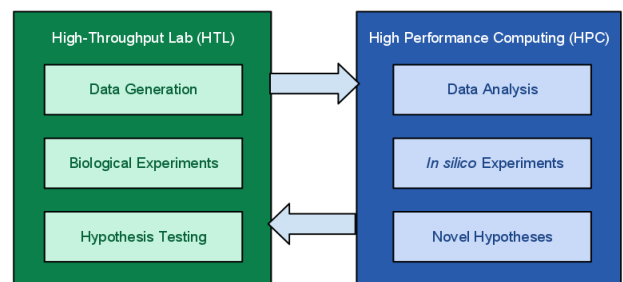 High-Throughput Lab (HTL)
Data Generation
Biological Experiments
Hypothesis Testing
High Performance Computing (HPC)
Data Analysis
In silico Experiments
Novel Hypotheses